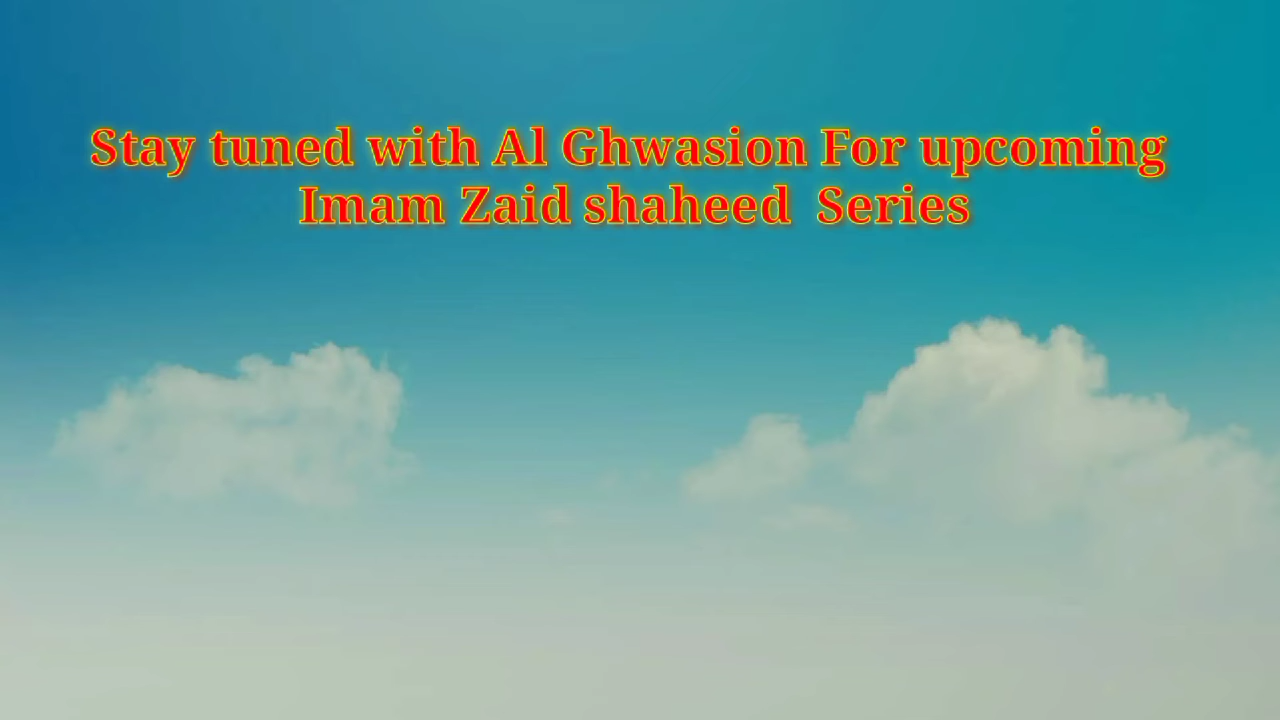 Stay tuned with Al Ghwasion For upcoming
Imam Zaid shaheed  Series